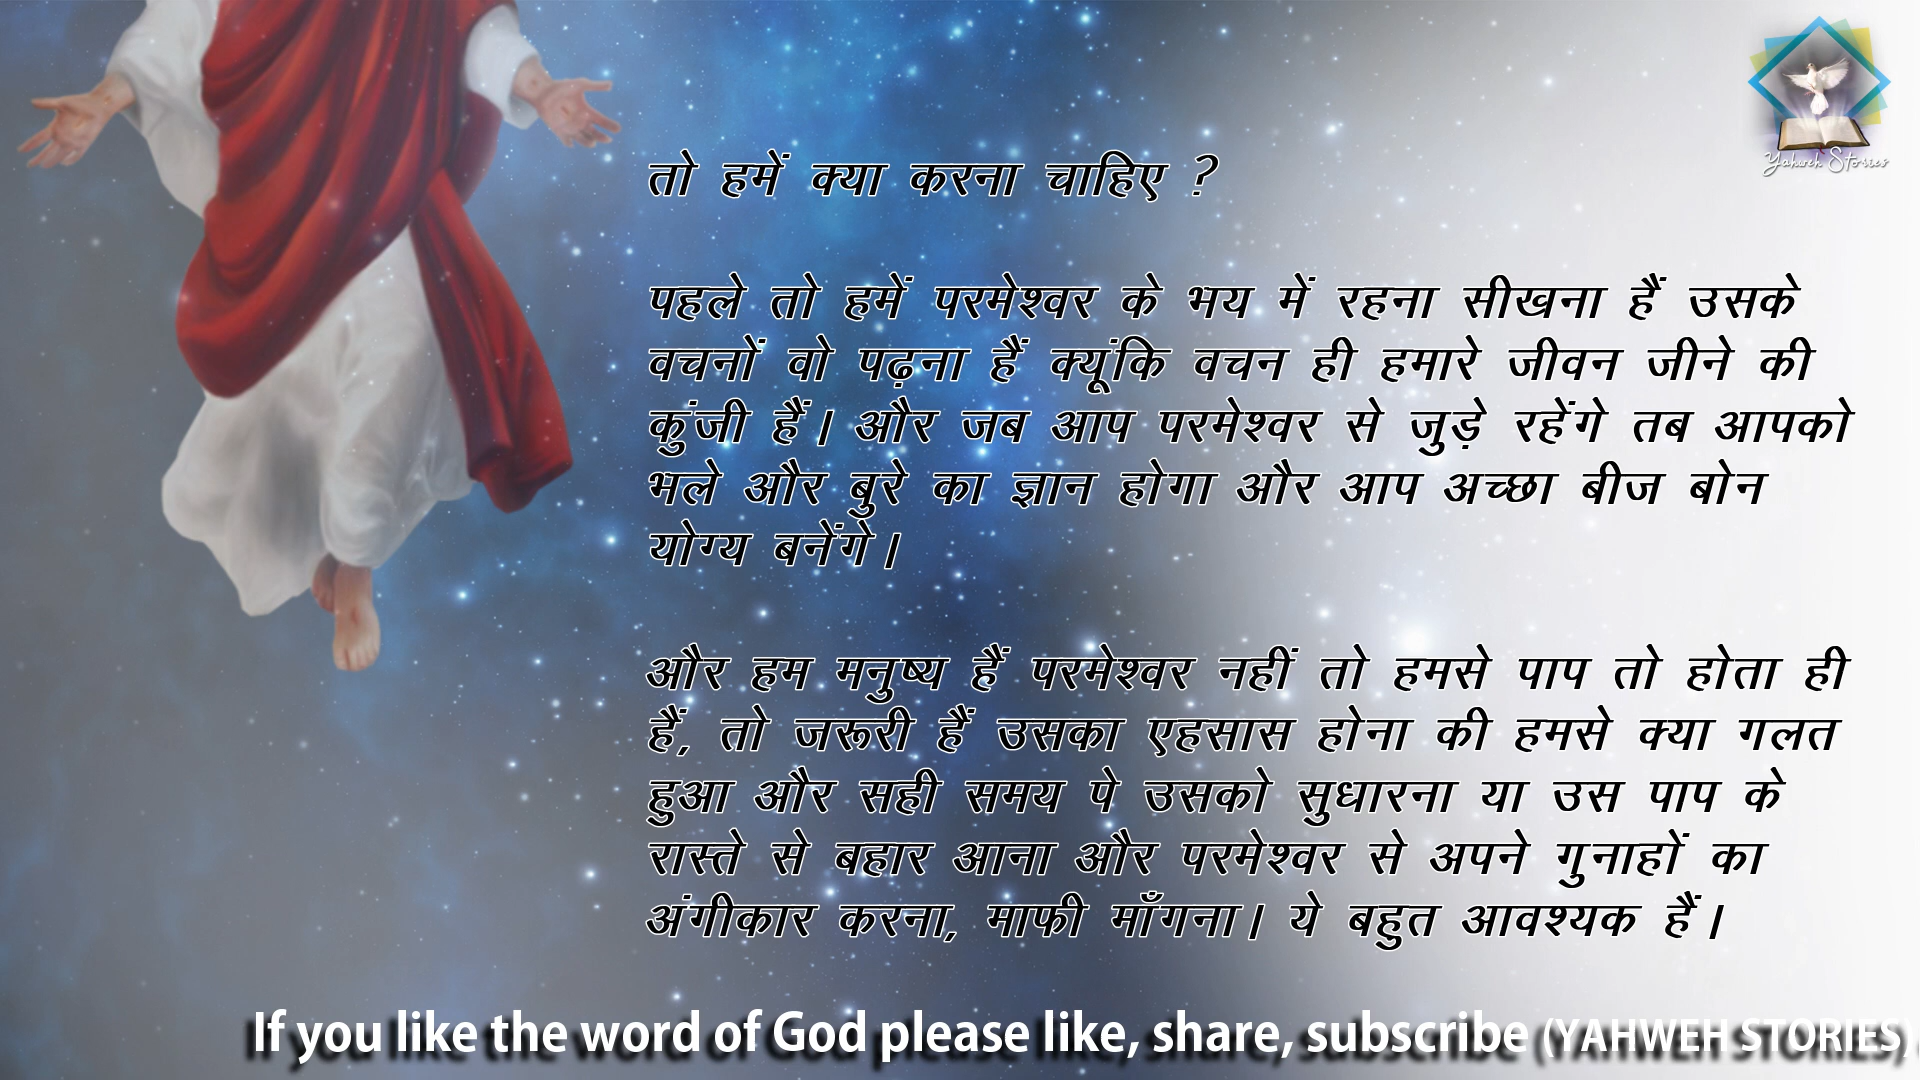 Yahweh Stories
तो हमें क्या करना चाहिए ?
पहले तो हमें परमेश्वर के भय में रहना सीखना हैं उसके
वचनों वो पढ़ना हैं क्यूंकि वचन ही हमारे जीवन जीने की
कुंजी हैं। और जब आप परमेश्वर से जुड़े रहेंगे तब आपको
भले और बुरे का ज्ञान होगा और आप अच्छा बीज बोन
योग्य बनेंगे।
और हम मनुष्य हैं परमेश्वर नहीं तो हमसे पाप तो होता ही
हैं, तो जरूरी हैं उसका एहसास होना की हमसे क्या गलत
हुआ और सही समय पे उसको सुधारना या उस पाप के
रास्ते से बहार आना और परमेश्वर से अपने गुनाहों का
अंगीकार करना, माफी माँगना। ये बहुत आवश्यक हैं।
If you like the word of God please like, share, subscribe (YAHWEH STORIES)